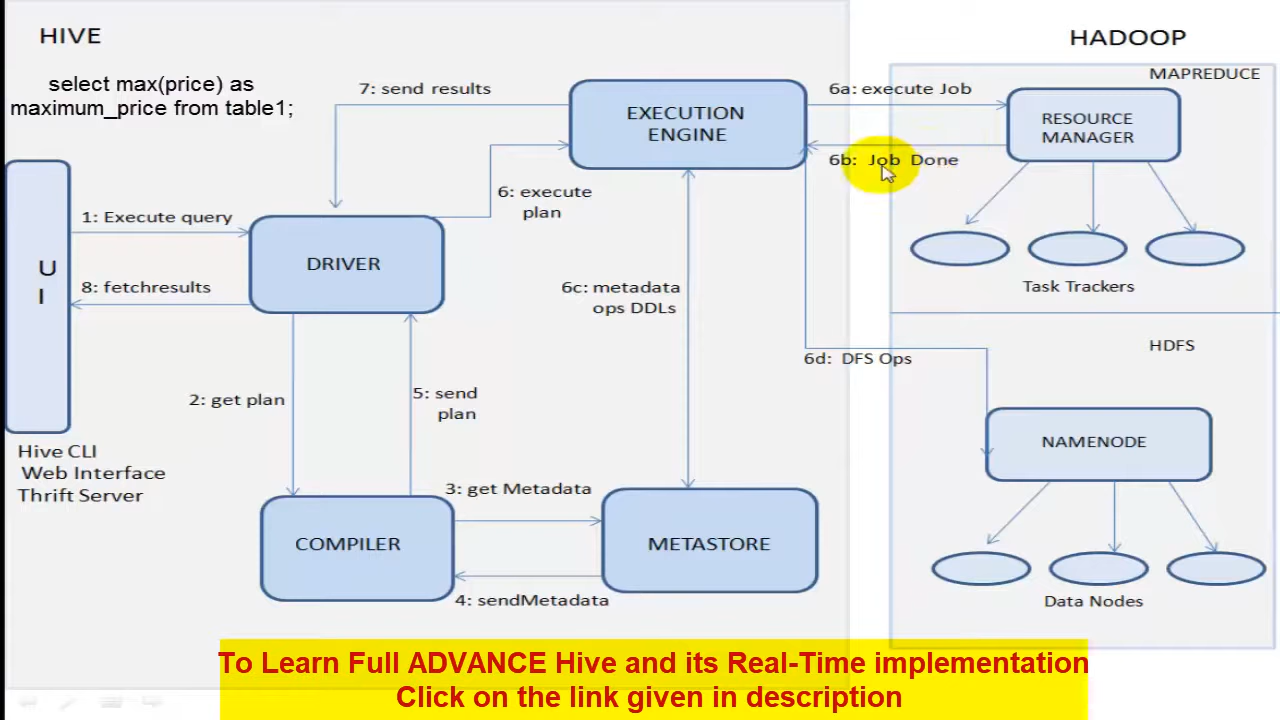 HIVE
HADOOP
MAPREDUCE
select max(price) as
maximum_price from table1;
7: send results
EXECUTION
ENGINE
6a: execute Job
RESOURCE
MANAGER
6b: Job Done
6: execute
plan
1: Execute query
DRIVER
U
I
8: fetchresults
6c: metadata
ops DDLs
Task Trackers
HDFS
6d: DFS Ops
2: get plan
5: send
plan
NAMENODE
Hive CLI
Web Interface
Thrift Server
3: get Metadata
COMPILER
METASTORE
4: sendMetadata
Data Nodes
To Learn Full ADVANCE Hive and its Real-Time implementation
Click on the link given in description